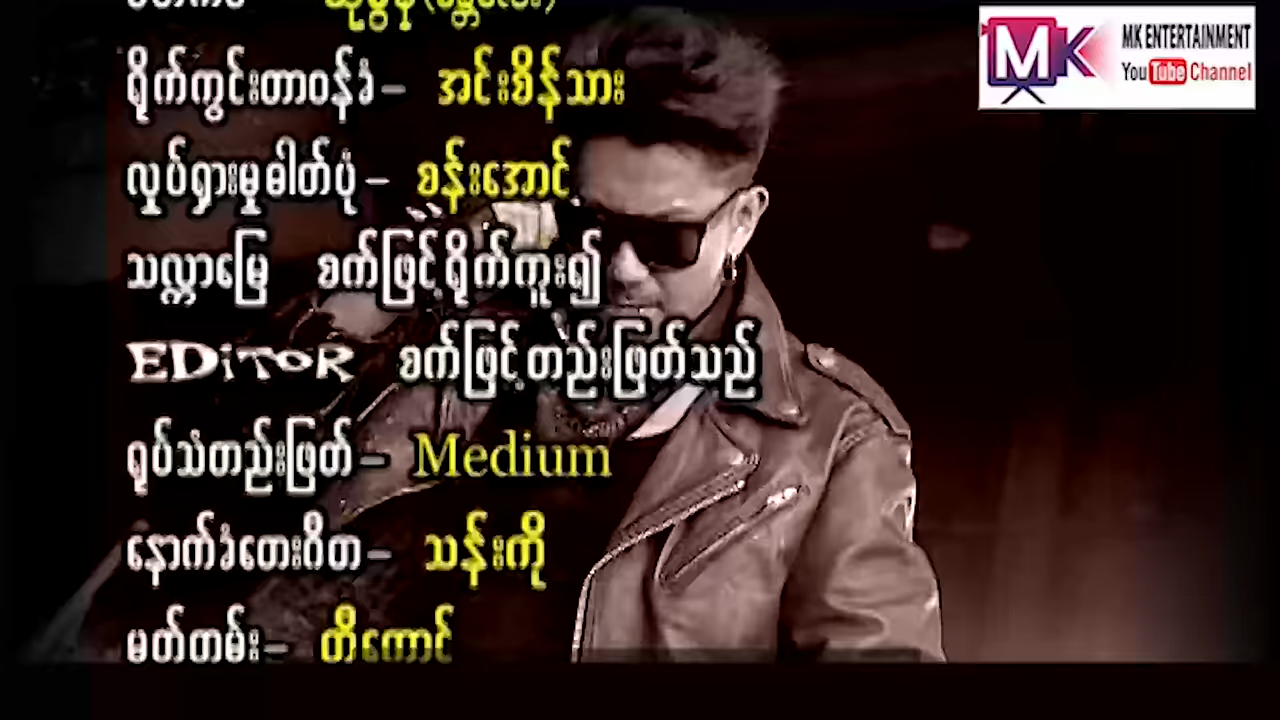 MK ENTERTAINMENT
MK
YouTube Channel
ရိုက်ကွင်းတာဝန်ခံ – အင်းစိန်သား
လှုပ်ရှားမှုဓါတ်ပုံ – စန်းအောင်
သလ္လာမြေ စက်ဖြင့်ရိုက်ကူး၍
EDiTOR စက်ဖြင့်တည်းဖြတ်သည်
ရုပ်သံတည်းဖြတ် – Medium
နောက်ခံတေးဂီတ – သန်းကို
မတ်တမ်း – တိုးကောင်